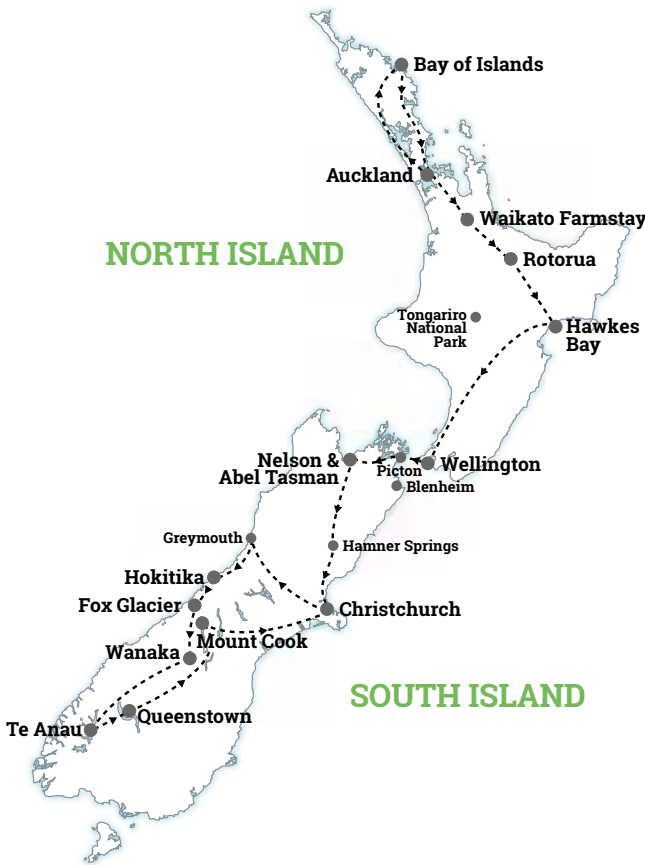 Bay of Islands
Auckland
Waikato Farmstay
NORTH ISLAND
Rotorua
Tongariro
National
Park
Hawkes
Bay
Nelson &
Abel Tasman
Wellington
Picton
Blenheim
Greymouth
Hamner Springs
Hokitika
Fox Glacier
Christchurch
Mount Cook
Wanaka
SOUTH ISLAND
Queenstown
Te Anau